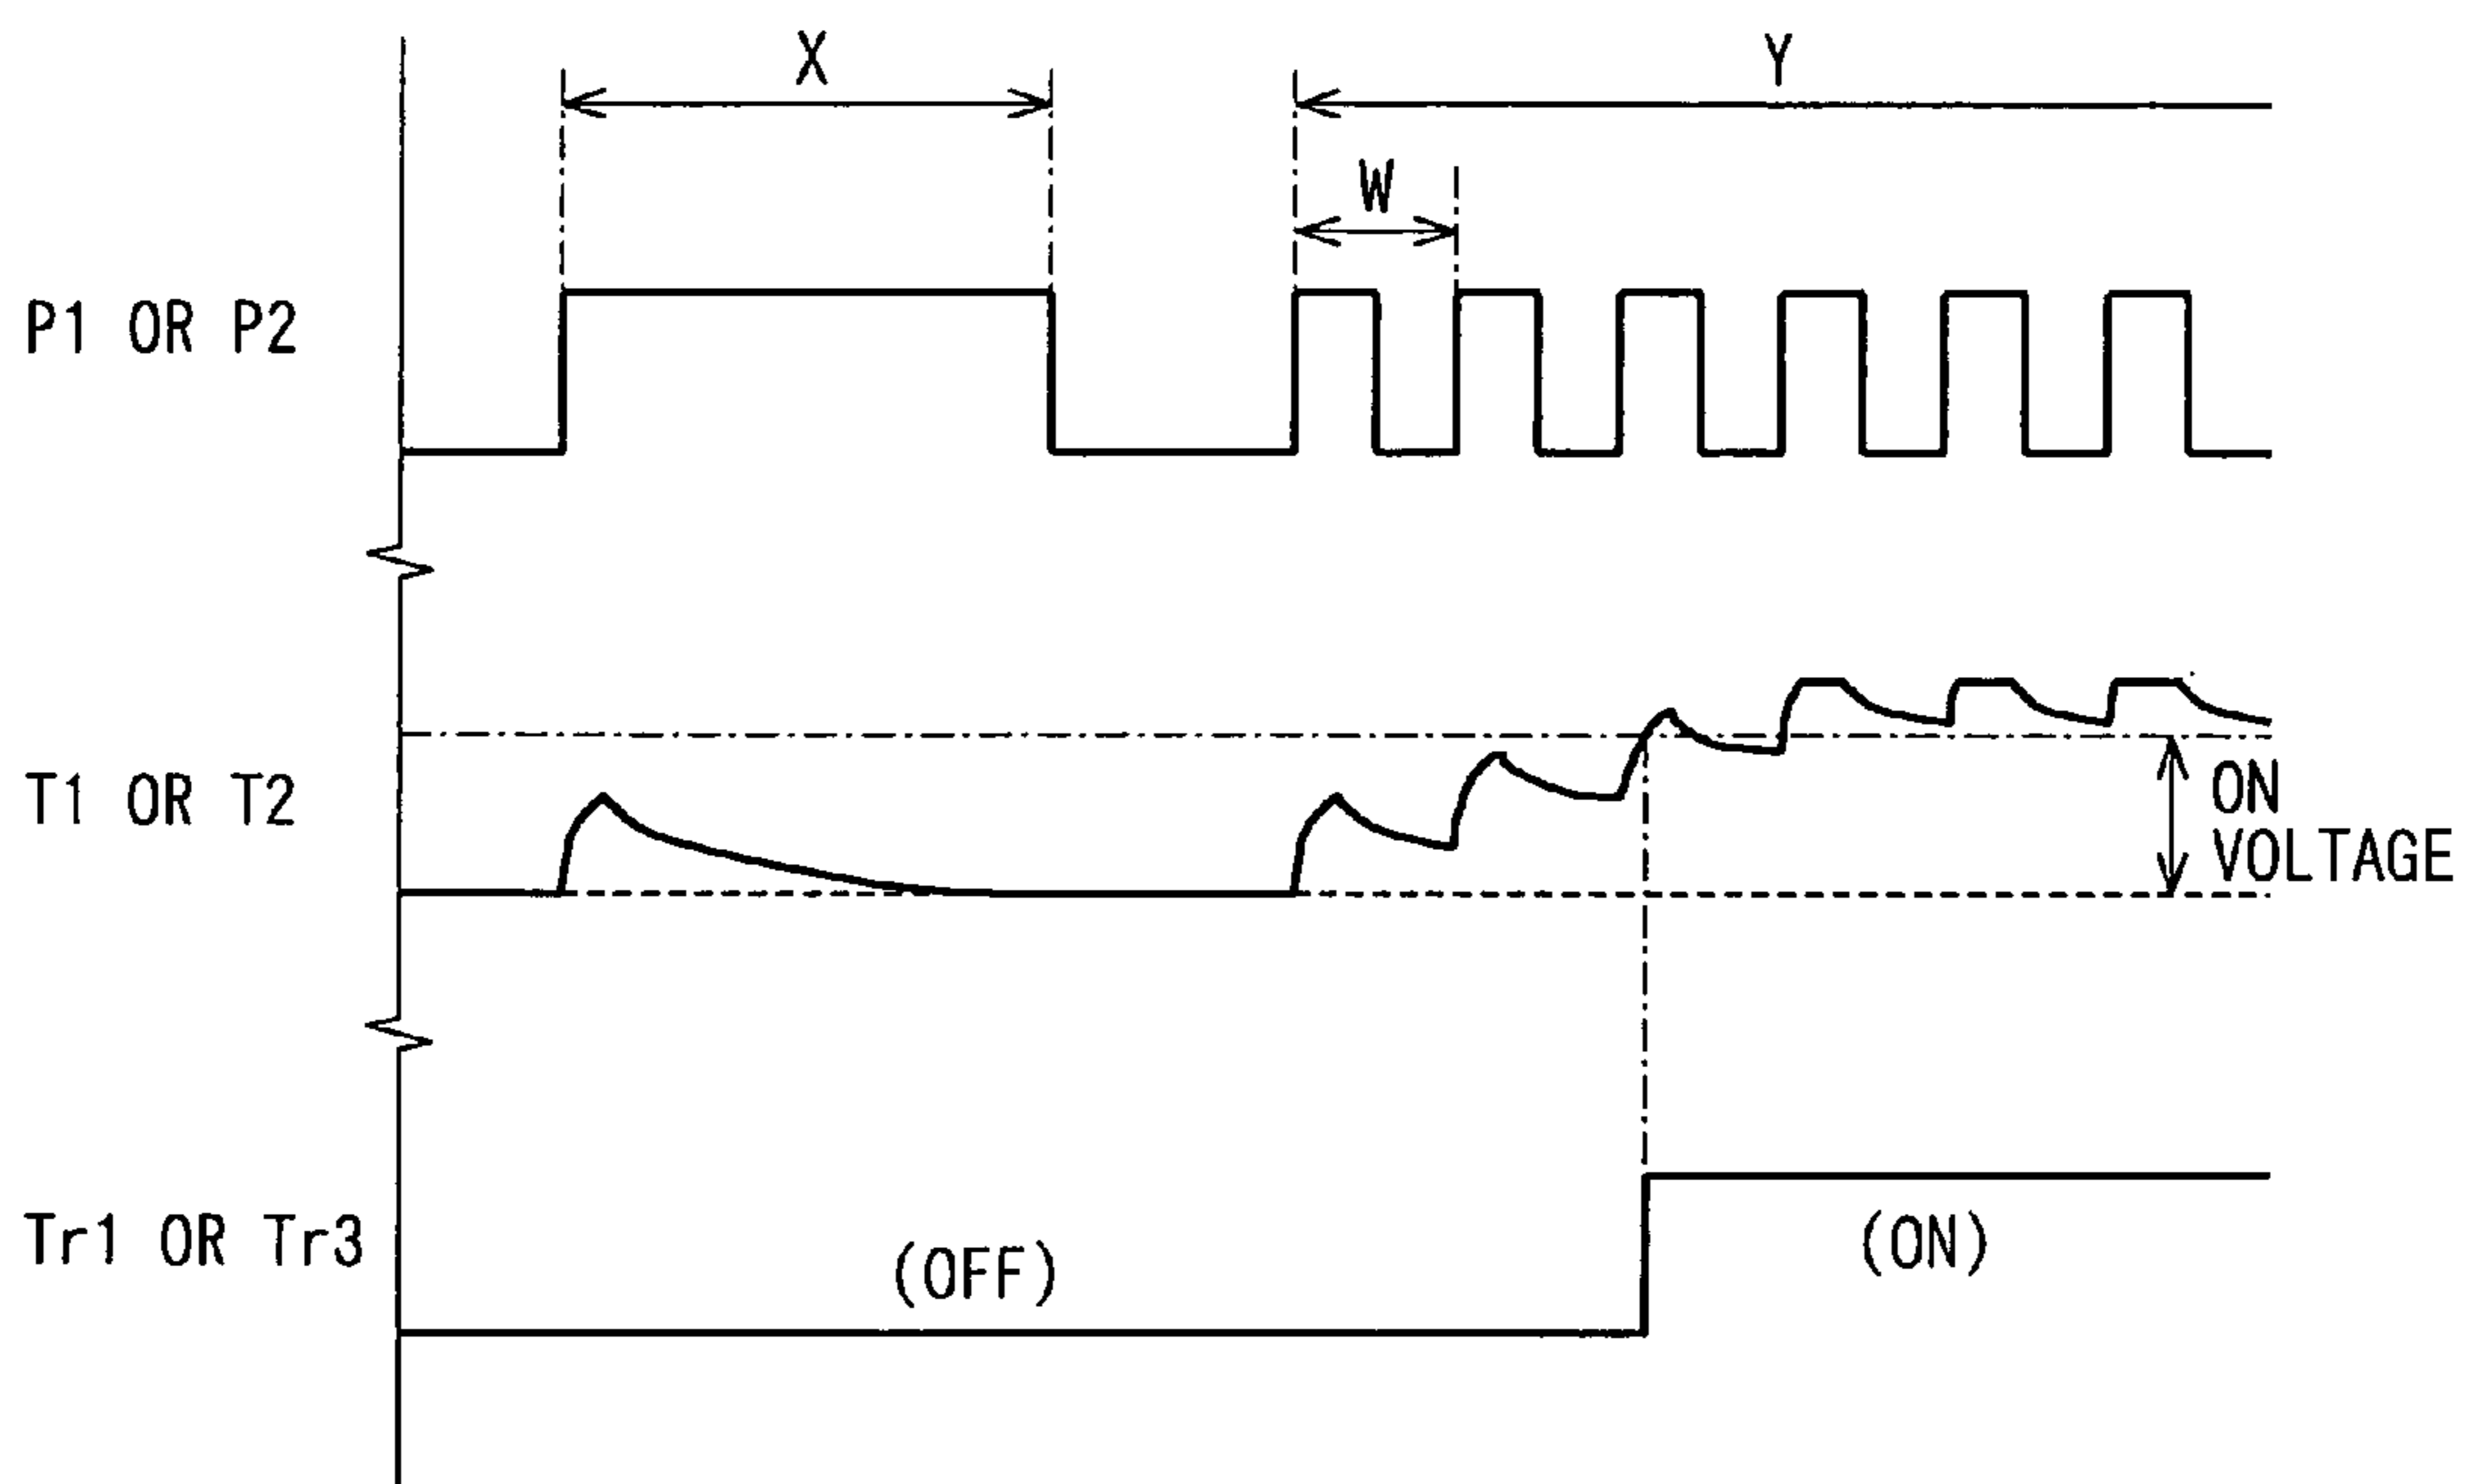 X
Y
W
P1 OR P2
T1 OR T2
ON
VOLTAGE
Tr1 OR Tr3
(OFF)
(ON)